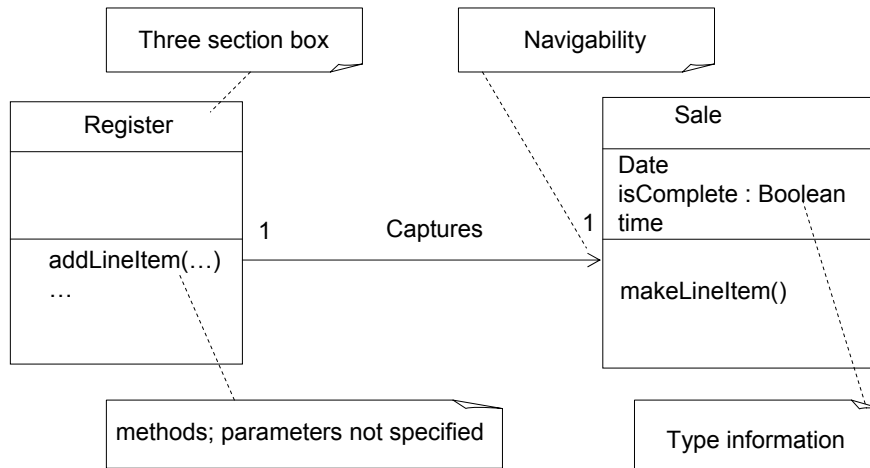 Three section box
Navigability
Register
Sale
Date
isComplete : Boolean
time
1
Captures
1
addLineItem(…)
…
makeLineItem()
methods; parameters not specified
Type information